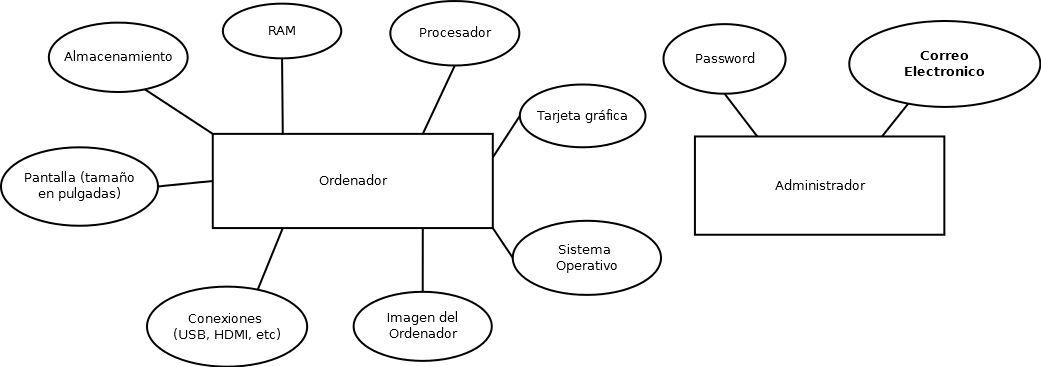 RAM
Procesador
Almacenamiento
Password
Correo
Electronico
Tarjeta gráfica
Pantalla (tamaño
en pulgadas)
Ordenador
Administrador
Sistema
Operativo
Conexiones
(USB, HDMI, etc)
Imagen del
Ordenador